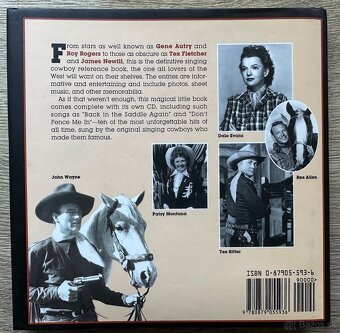 From stars as well known as Gene Autry and
Roy Rogers to those as obscure as Tex Fletcher
and James Newill, this is the definitive singing
cowboy reference book, the one all lovers of the
West will want on their shelves. The entries are infor-
mative and entertaining and include photos, sheet
music, and other memorabilia.
As if that weren't enough, this magical little book
comes complete with its own CD, including such
songs as "Back in the Saddle Again" and "Don't
Fence Me In"—ten of the most unforgettable hits of
all time, sung by the original singing cowboys who
made them famous.
Dale Evans
Rex Allen
John Wayne
Patsy Montana
Tex Ritter
ISBN 0-87905-593-6
90000>
9 780879 055936